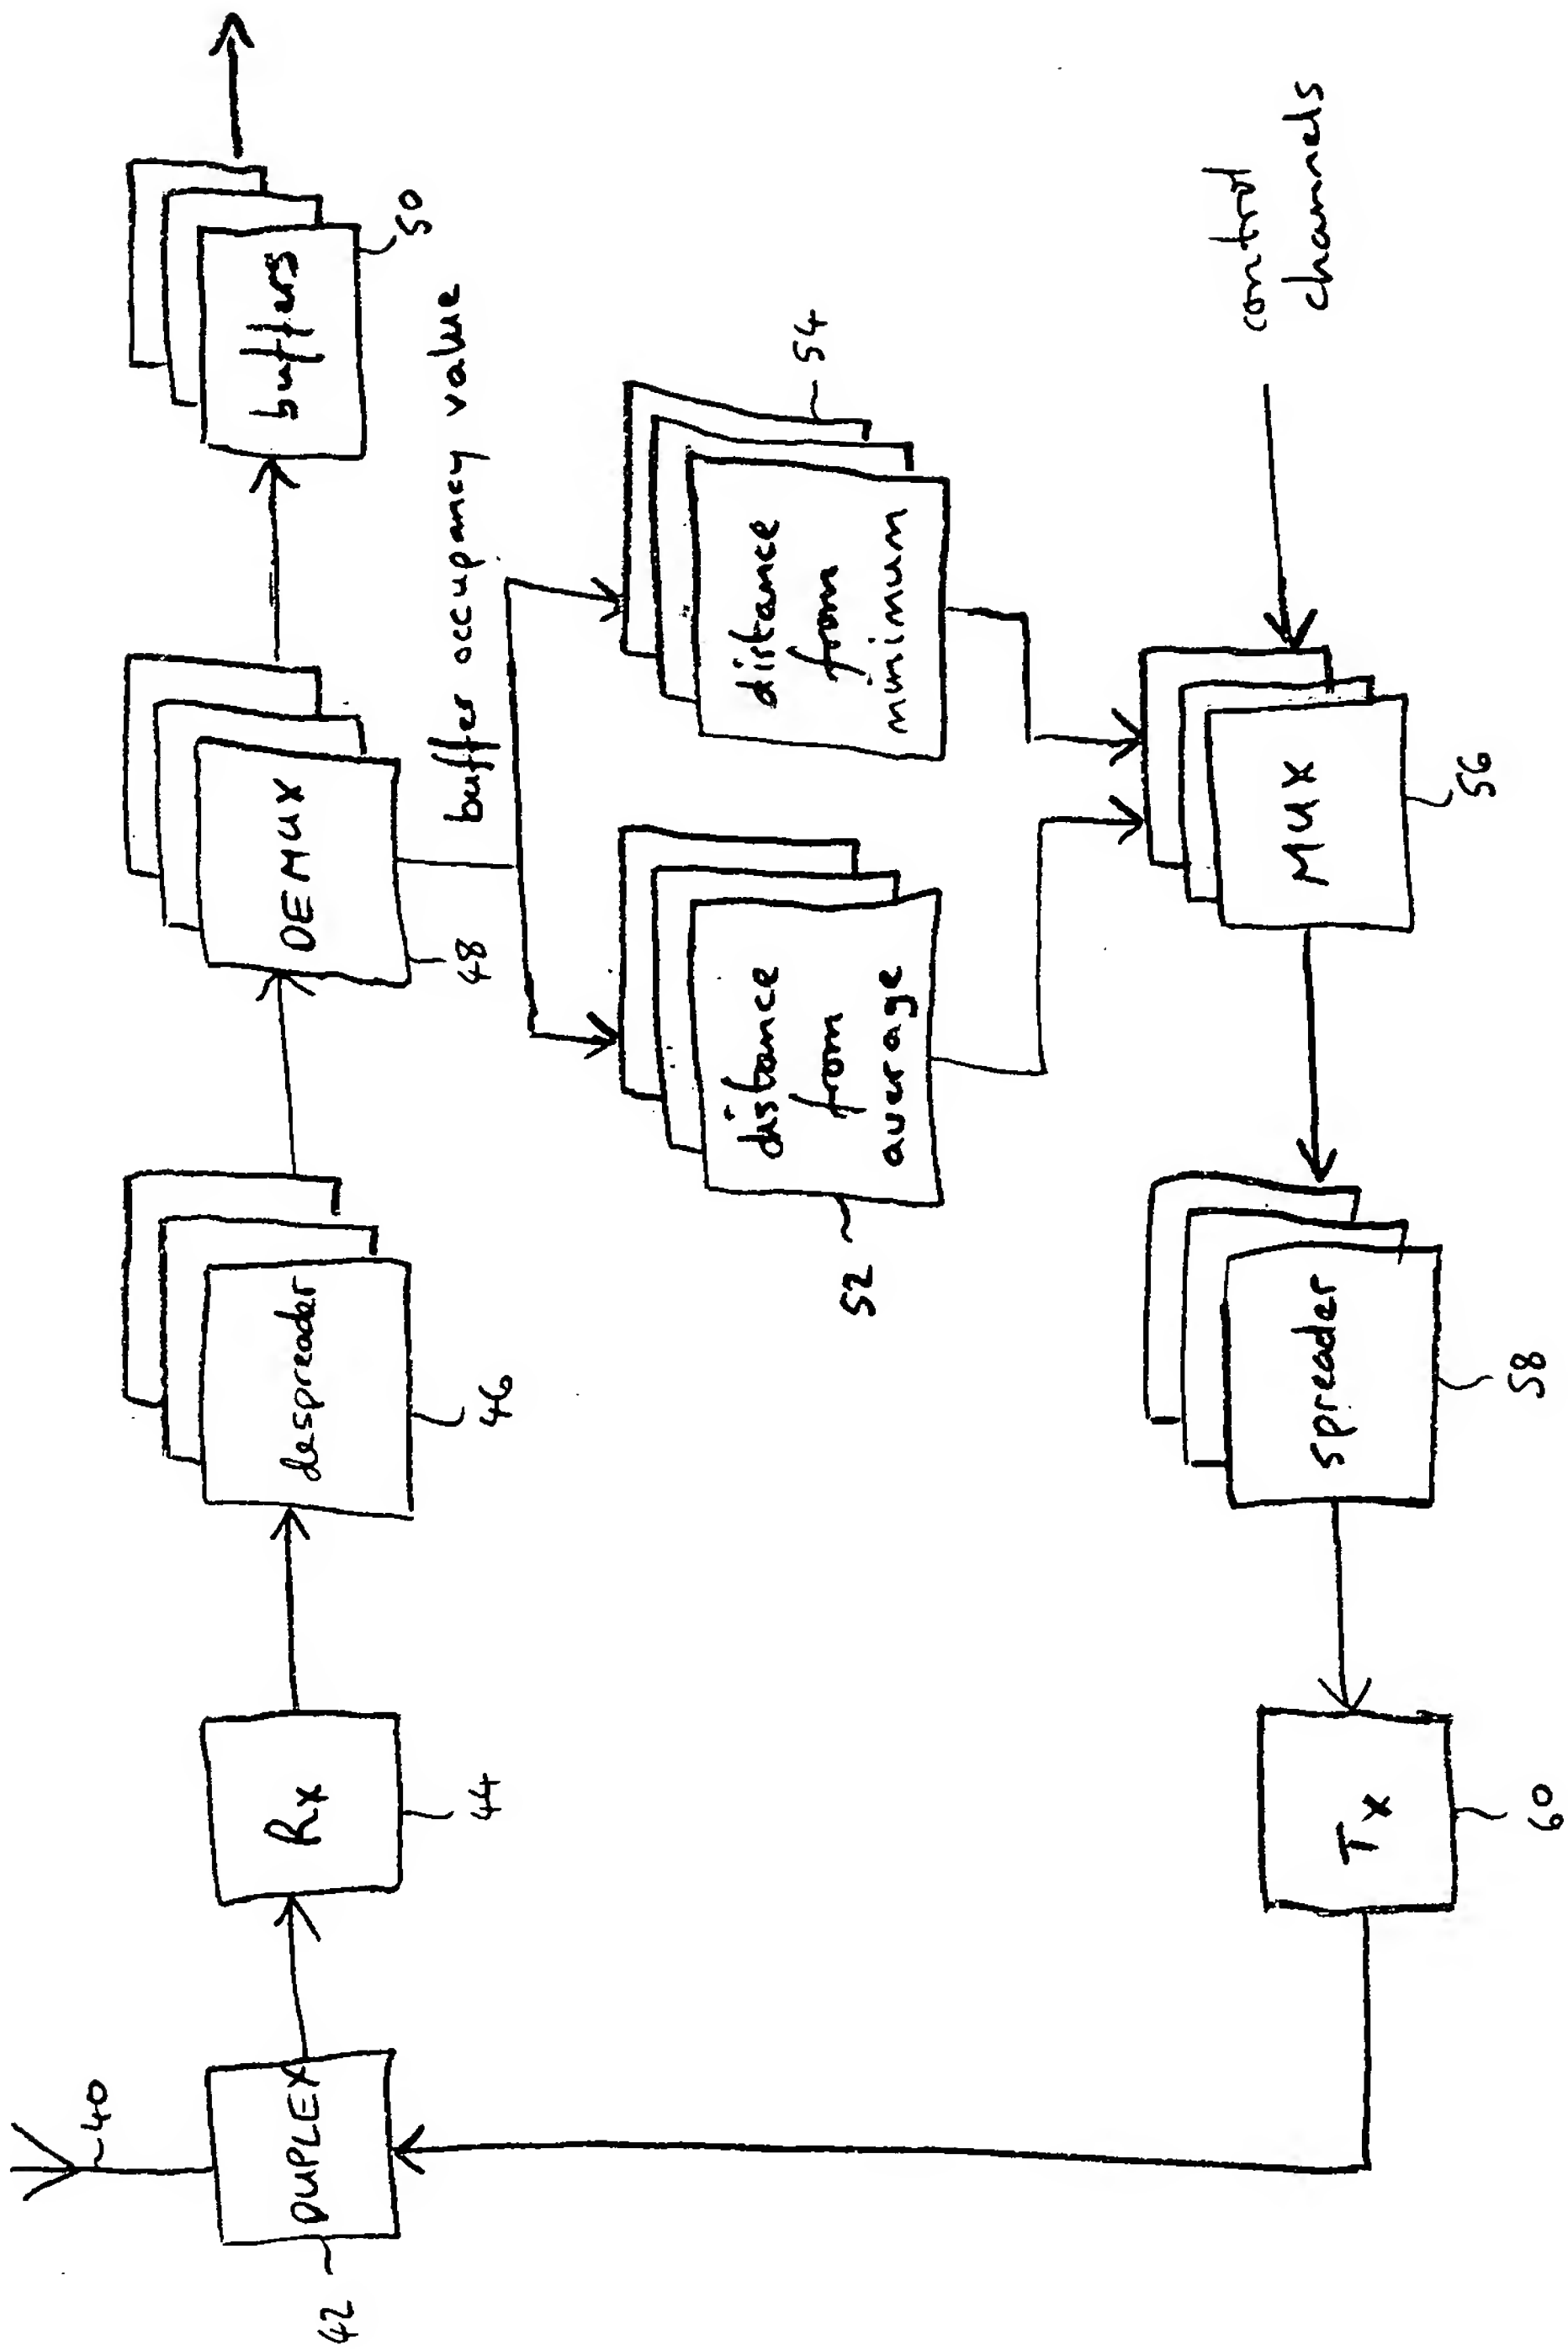 40
DUPLEX
42
Rx
44
despreader
46
DEMUX
48
buffers
50
buffer occupancy value
distance
from
average
52
distance
from
minimum
54
control
channels
MUX
56
spreader
58
Tx
60